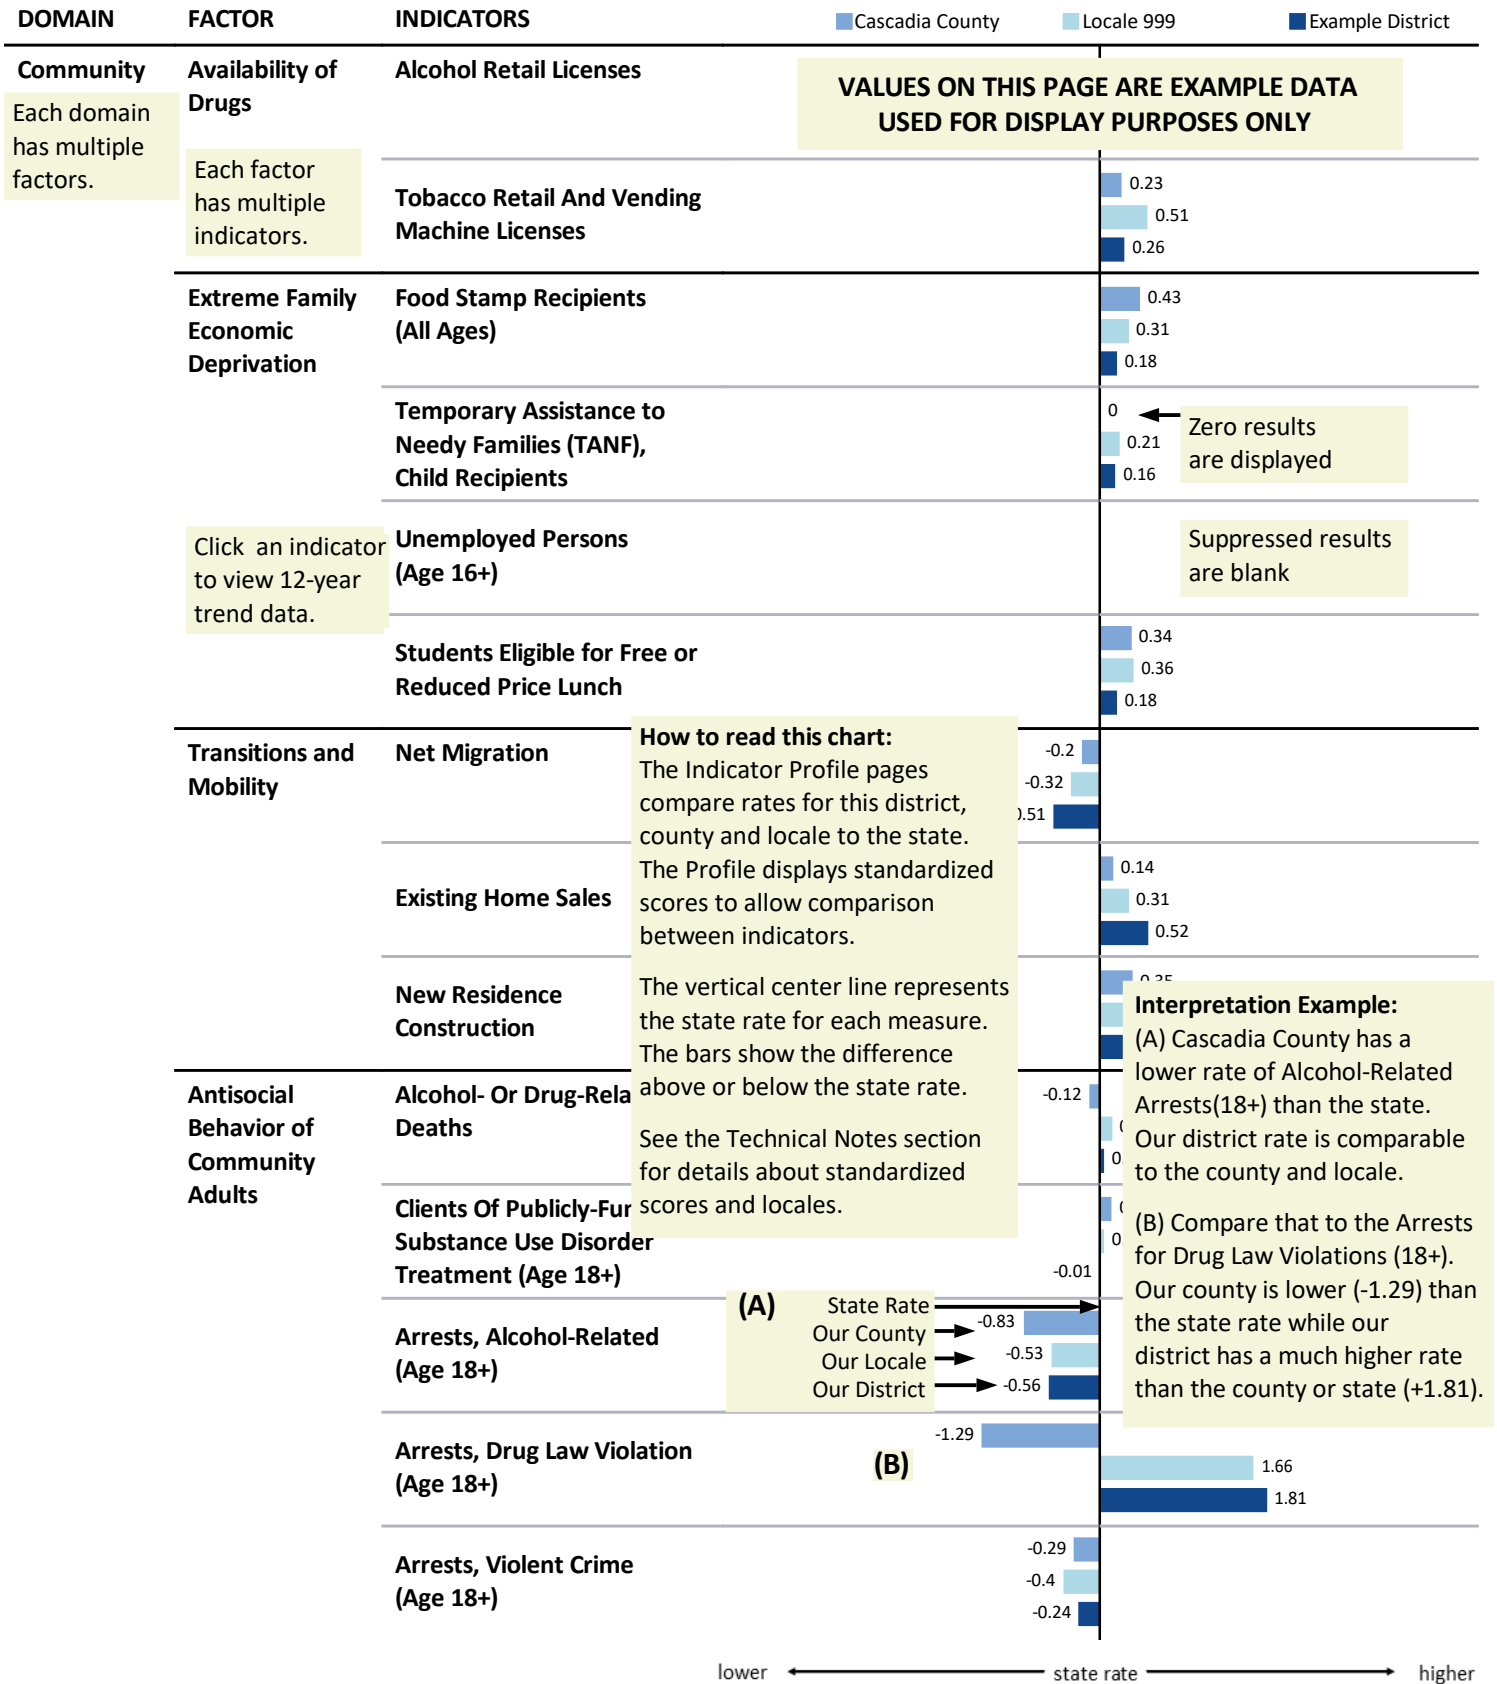 DOMAIN FACTOR INDICATORS Cascadia County Locale 999 Example District
Community
Each domain
has multiple
factors.
Availability of
Drugs
Each factor
has multiple
indicators.
Alcohol Retail Licenses
VALUES ON THIS PAGE ARE EXAMPLE DATA
USED FOR DISPLAY PURPOSES ONLY
Tobacco Retail And Vending
Machine Licenses
0.23
0.51
0.26
Extreme Family
Economic
Deprivation
Food Stamp Recipients
(All Ages)
0.43
0.31
0.18
Temporary Assistance to
Needy Families (TANF),
Child Recipients
0
0.21
0.16
Zero results
are displayed
Click an indicator
to view 12-year
trend data.
Unemployed Persons
(Age 16+)
Suppressed results
are blank
Students Eligible for Free or
Reduced Price Lunch
0.34
0.36
0.18
Transitions and
Mobility
Net Migration
-0.2
-0.32
.51
How to read this chart:
The Indicator Profile pages
compare rates for this district,
county and locale to the state.
The Profile displays standardized
scores to allow comparison
between indicators.
The vertical center line represents
the state rate for each measure.
The bars show the difference
above or below the state rate.
See the Technical Notes section
for details about standardized
scores and locales.
Existing Home Sales
0.14
0.31
0.52
New Residence
Construction
Interpretation Example:
(A) Cascadia County has a
lower rate of Alcohol-Related
Arrests(18+) than the state.
Our district rate is comparable
to the county and locale.
(B) Compare that to the Arrests
for Drug Law Violations (18+).
Our county is lower (-1.29) than
the state rate while our
district has a much higher rate
than the county or state (+1.81).
Antisocial
Behavior of
Community
Adults
Alcohol- Or Drug-Rela
Deaths
-0.12
0.
Clients Of Publicly-Fun
Substance Use Disorder
Treatment (Age 18+)
0.
-0.01
Arrests, Alcohol-Related
(Age 18+)
(A) State Rate
Our County -0.83
Our Locale -0.53
Our District -0.56
Arrests, Drug Law Violation
(Age 18+)
(B)
-1.29
1.66
1.81
Arrests, Violent Crime
(Age 18+)
-0.29
-0.4
-0.24
lower state rate higher